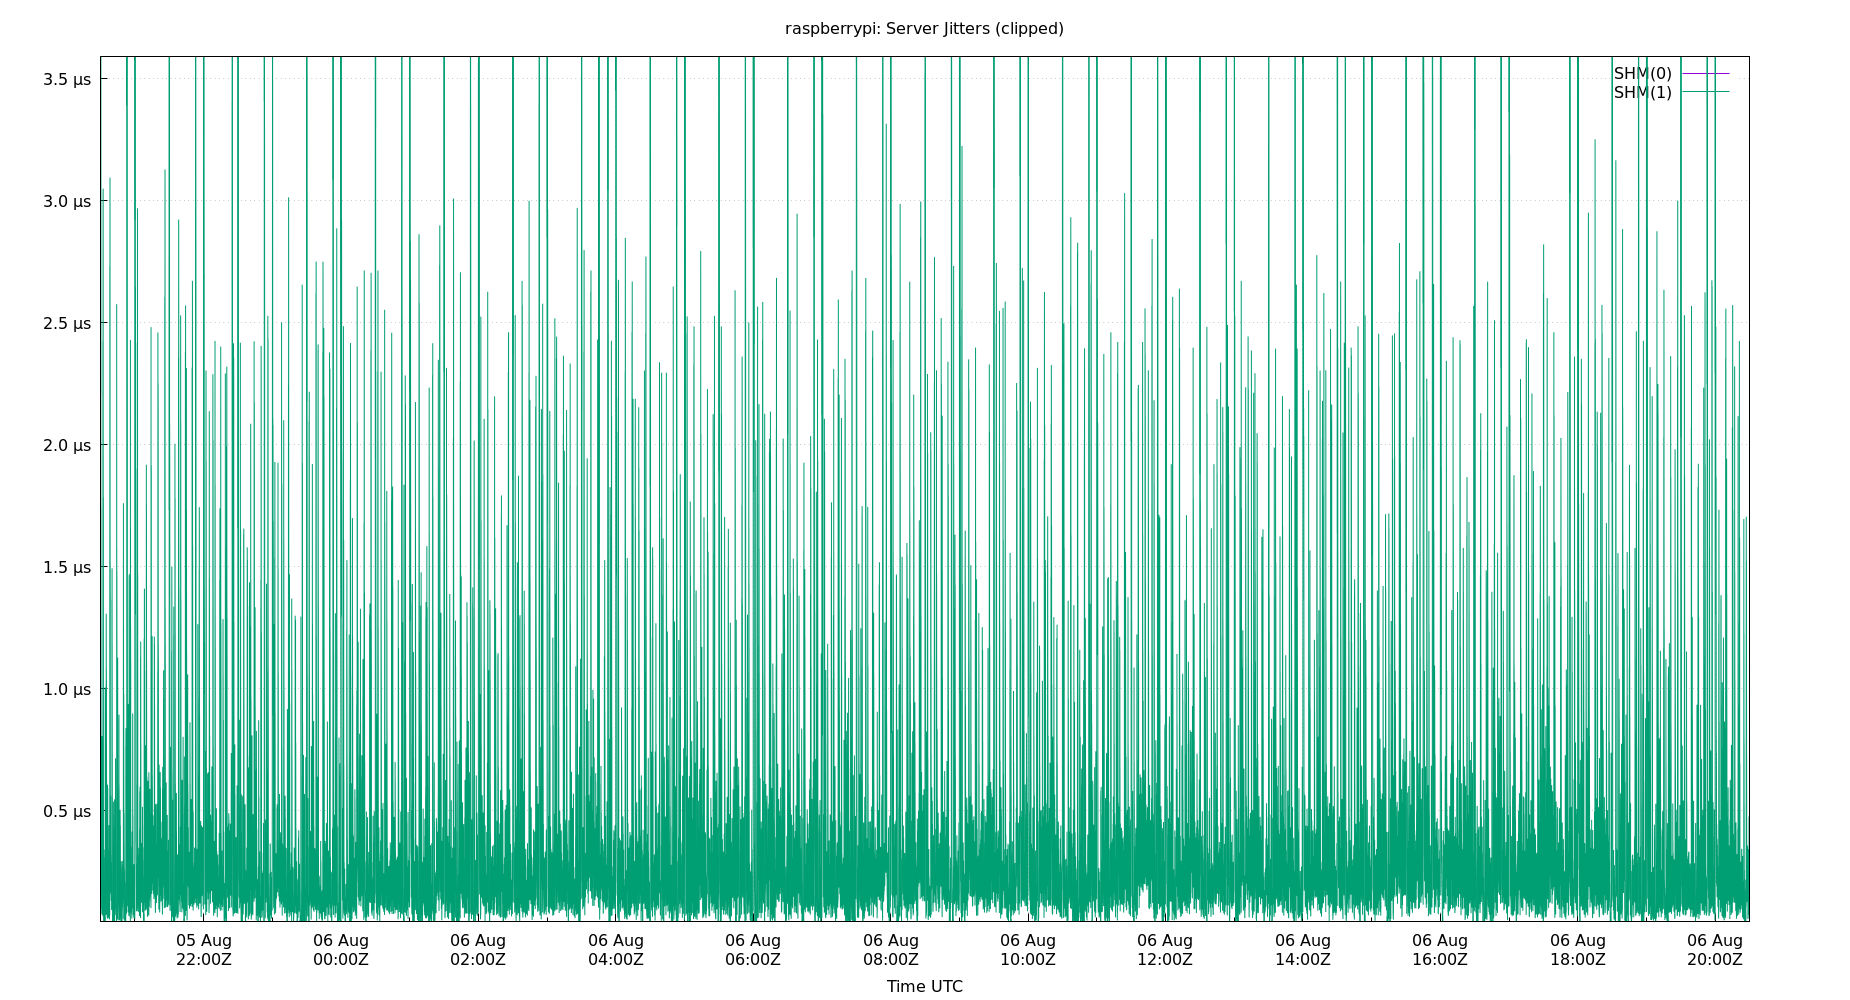 raspberrypi: Server Jitters (clipped)
SHM(0)
SHM(1)
3.5 µs
3.0 µs
2.5 µs
2.0 µs
1.5 µs
1.0 µs
0.5 µs
05 Aug 06 Aug 06 Aug 06 Aug 06 Aug 06 Aug 06 Aug 06 Aug 06 Aug 06 Aug 06 Aug 06 Aug
22:00Z 00:00Z 02:00Z 04:00Z 06:00Z 08:00Z 10:00Z 12:00Z 14:00Z 16:00Z 18:00Z 20:00Z
Time UTC